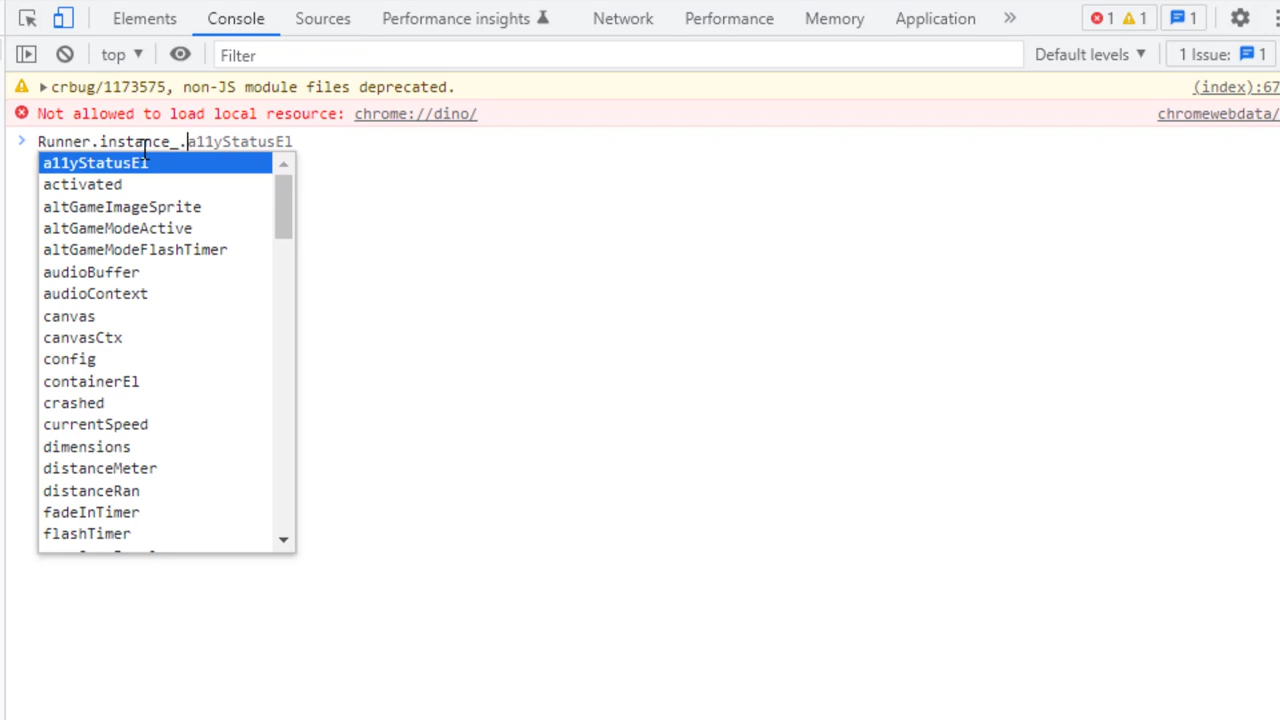 Elements Console Sources Performance insights Network Performance Memory Application » 1 1 1
top ▼ Filter Default levels ▼ 1 Issue: 1
crbug/1173575, non-JS module files deprecated. (index):67
Not allowed to load local resource: chrome://dino/ chromewebdata/
> Runner.instance_.a11yStatusEl
a11yStatusEl
activated
altGameImageSprite
altGameModeActive
altGameModeFlashTimer
audioBuffer
audioContext
canvas
canvasCtx
config
containerEl
crashed
currentSpeed
dimensions
distanceMeter
distanceRan
fadeInTimer
flashTimer